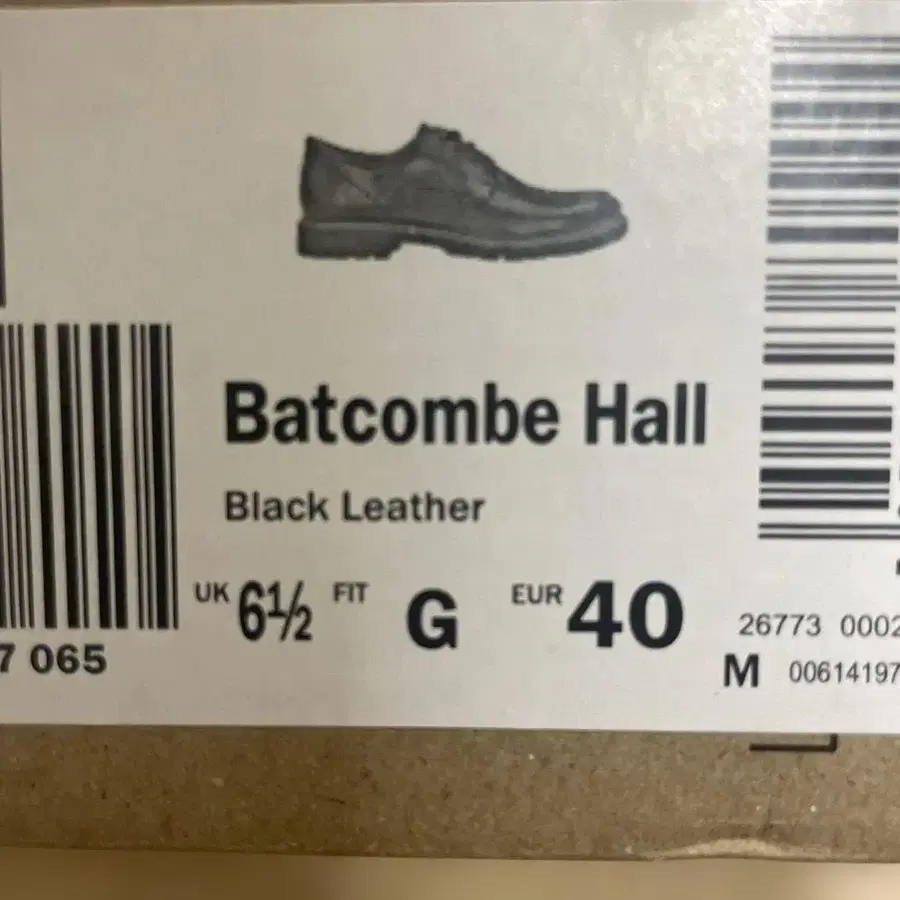 Batcombe Hall
Black Leather
UK 6½ FIT G EUR 40
7 065
26773 0002
M 00614197